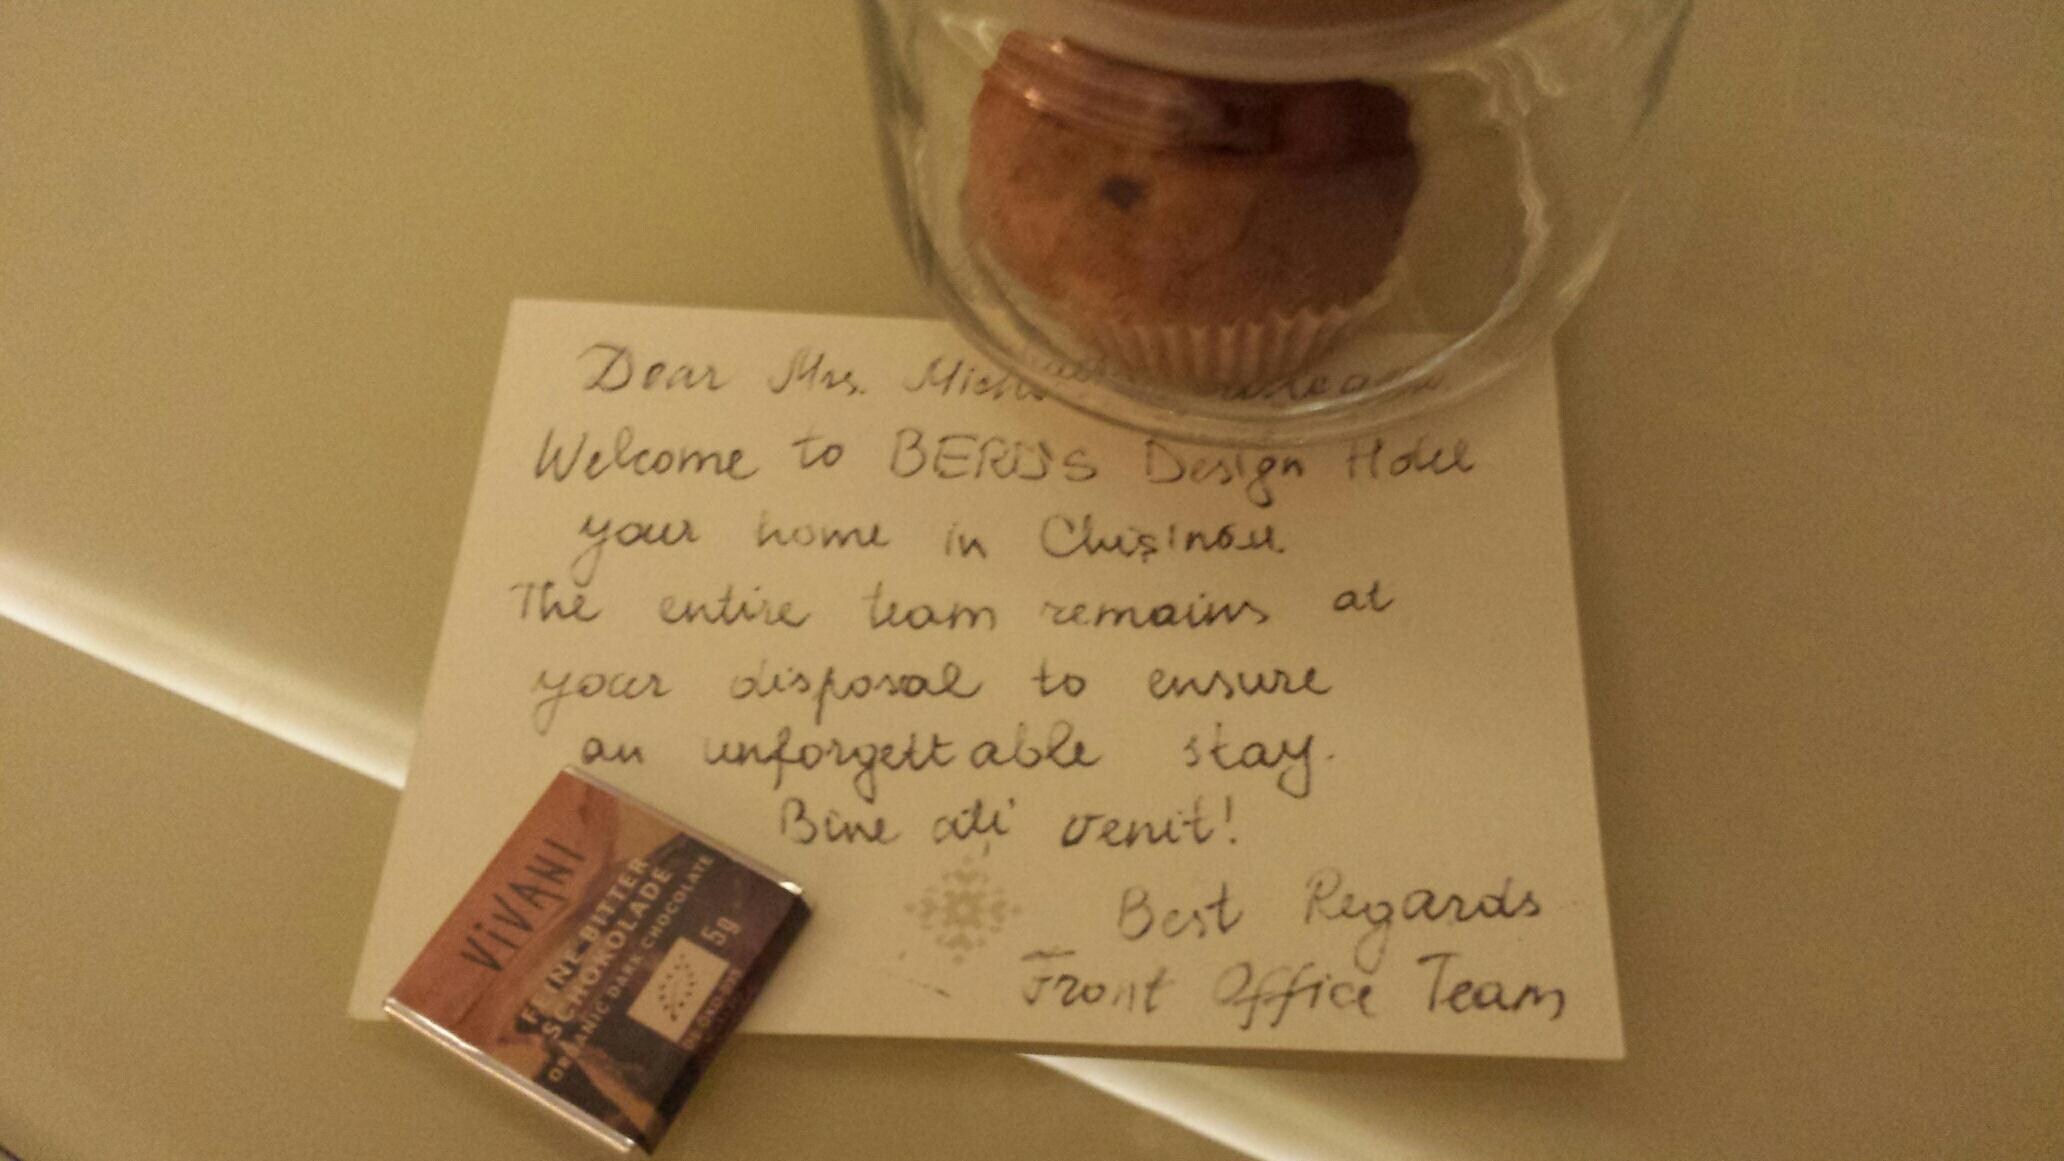 Dear Mrs.
Welcome to BERD'S Design Hotel
your home in Chișinău
The entire team remains at
your disposal to ensure
an unforgettable stay.
Bine ați venit!
Best Regards
Front Office Team
ViVANI
FEINE BITTER
SCHOKOLADE
ORGANIC DARK CHOCOLATE
5g